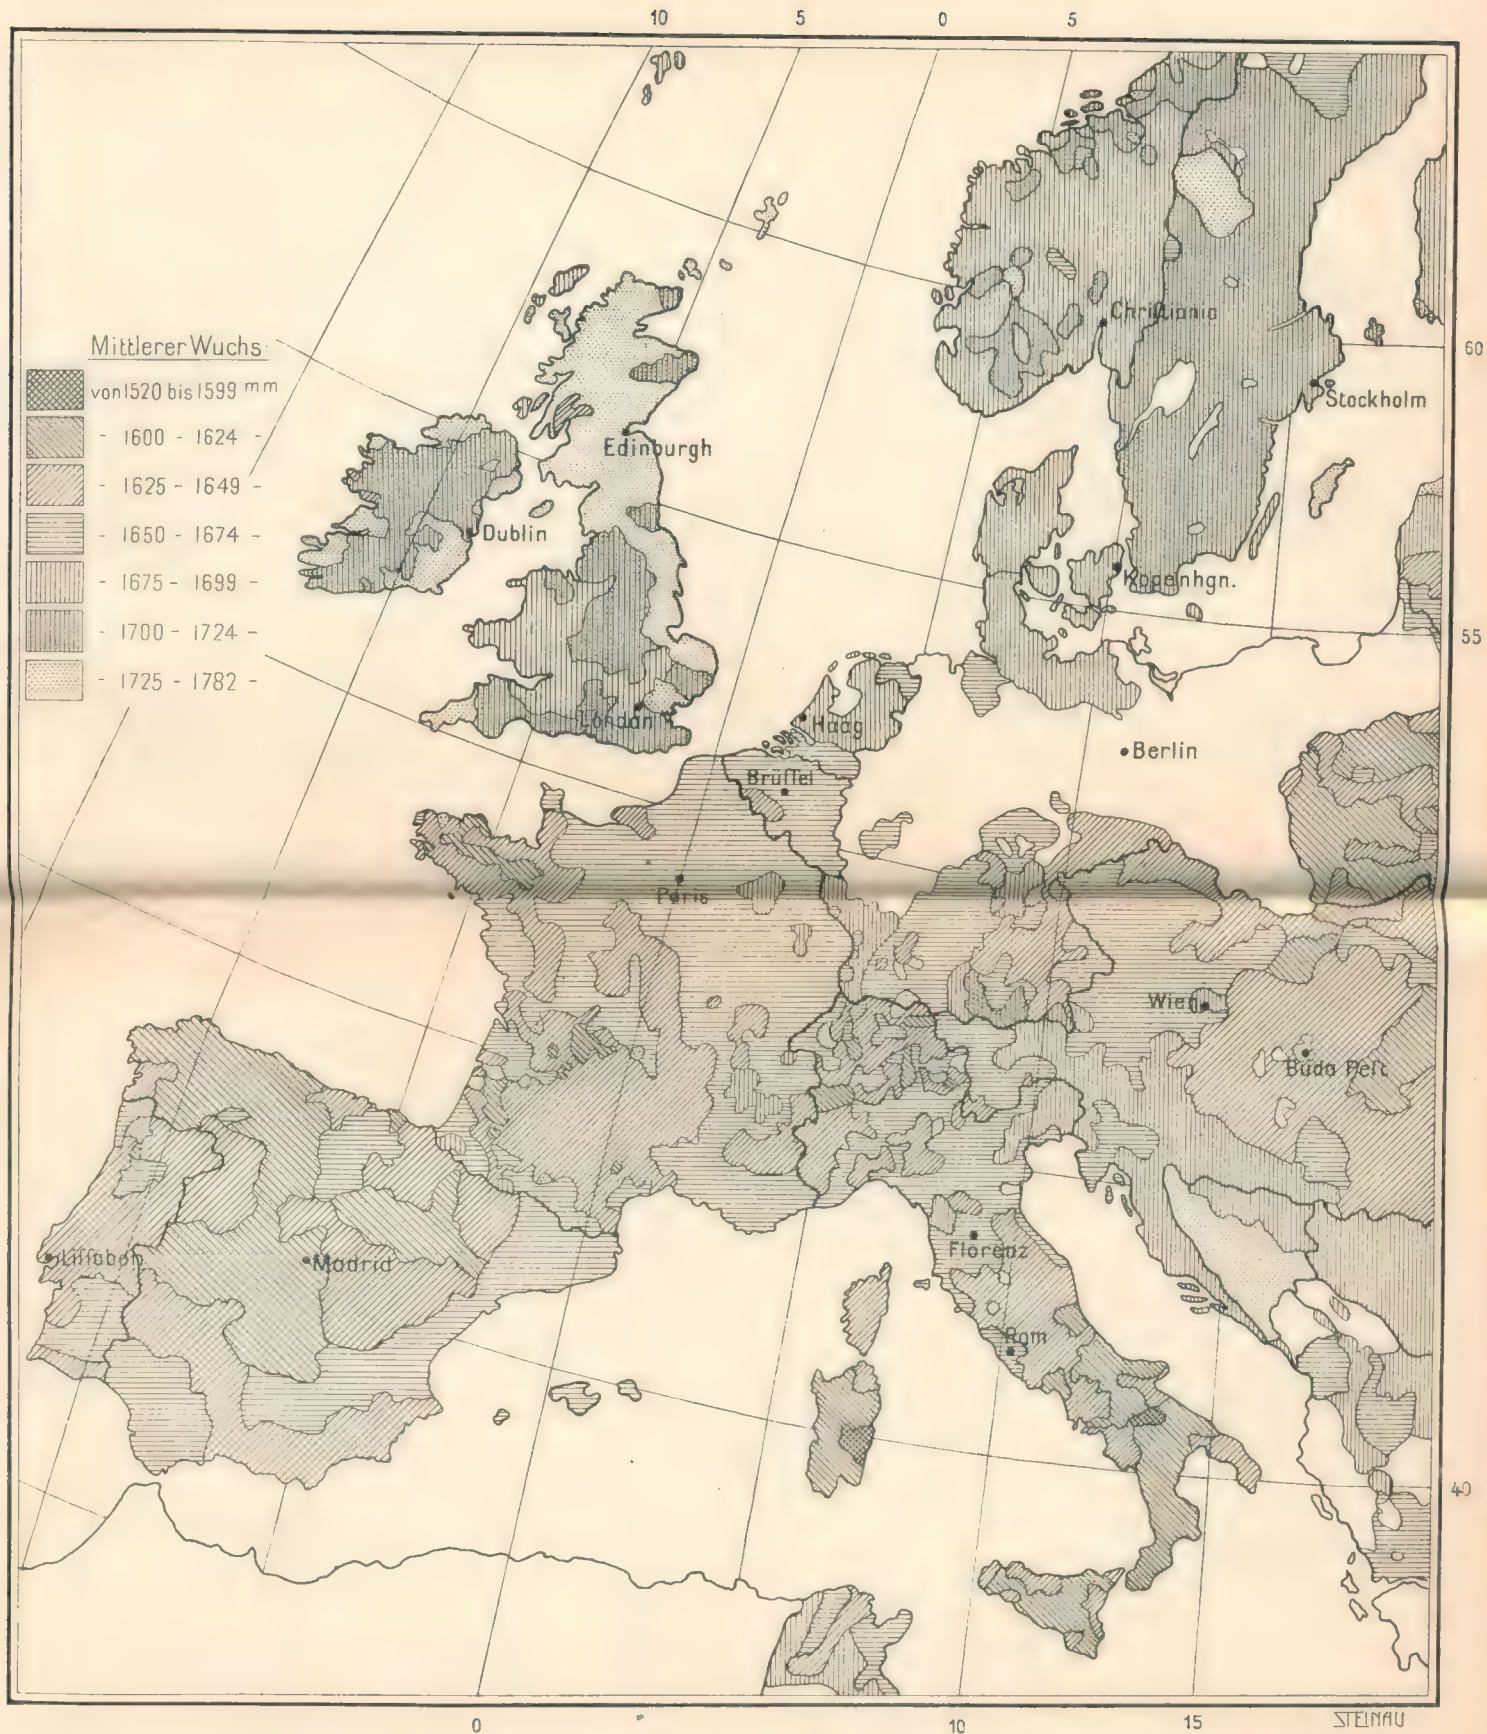 10 5 0 5
Mittlerer Wuchs
von 1520 bis 1599 mm
- 1600 - 1624 -
- 1625 - 1649 -
- 1650 - 1674 -
- 1675 - 1699 -
- 1700 - 1724 -
- 1725 - 1782 -
Chriſtiania
60
Stockholm
Edinburgh
Dublin
Kopenhgn.
55
London
Haag
Berlin
Brüſſel
Paris
Wien
Buda Peſt
Liſſabon
Madrid
Florenz
Rom
40
0 10 15
STEINAU